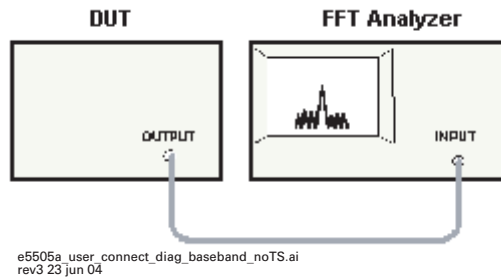 DUT
FFT Analyzer
OUTPUT
INPUT
e5505a_user_connect_diag_baseband_noTS.ai
rev3 23 jun 04